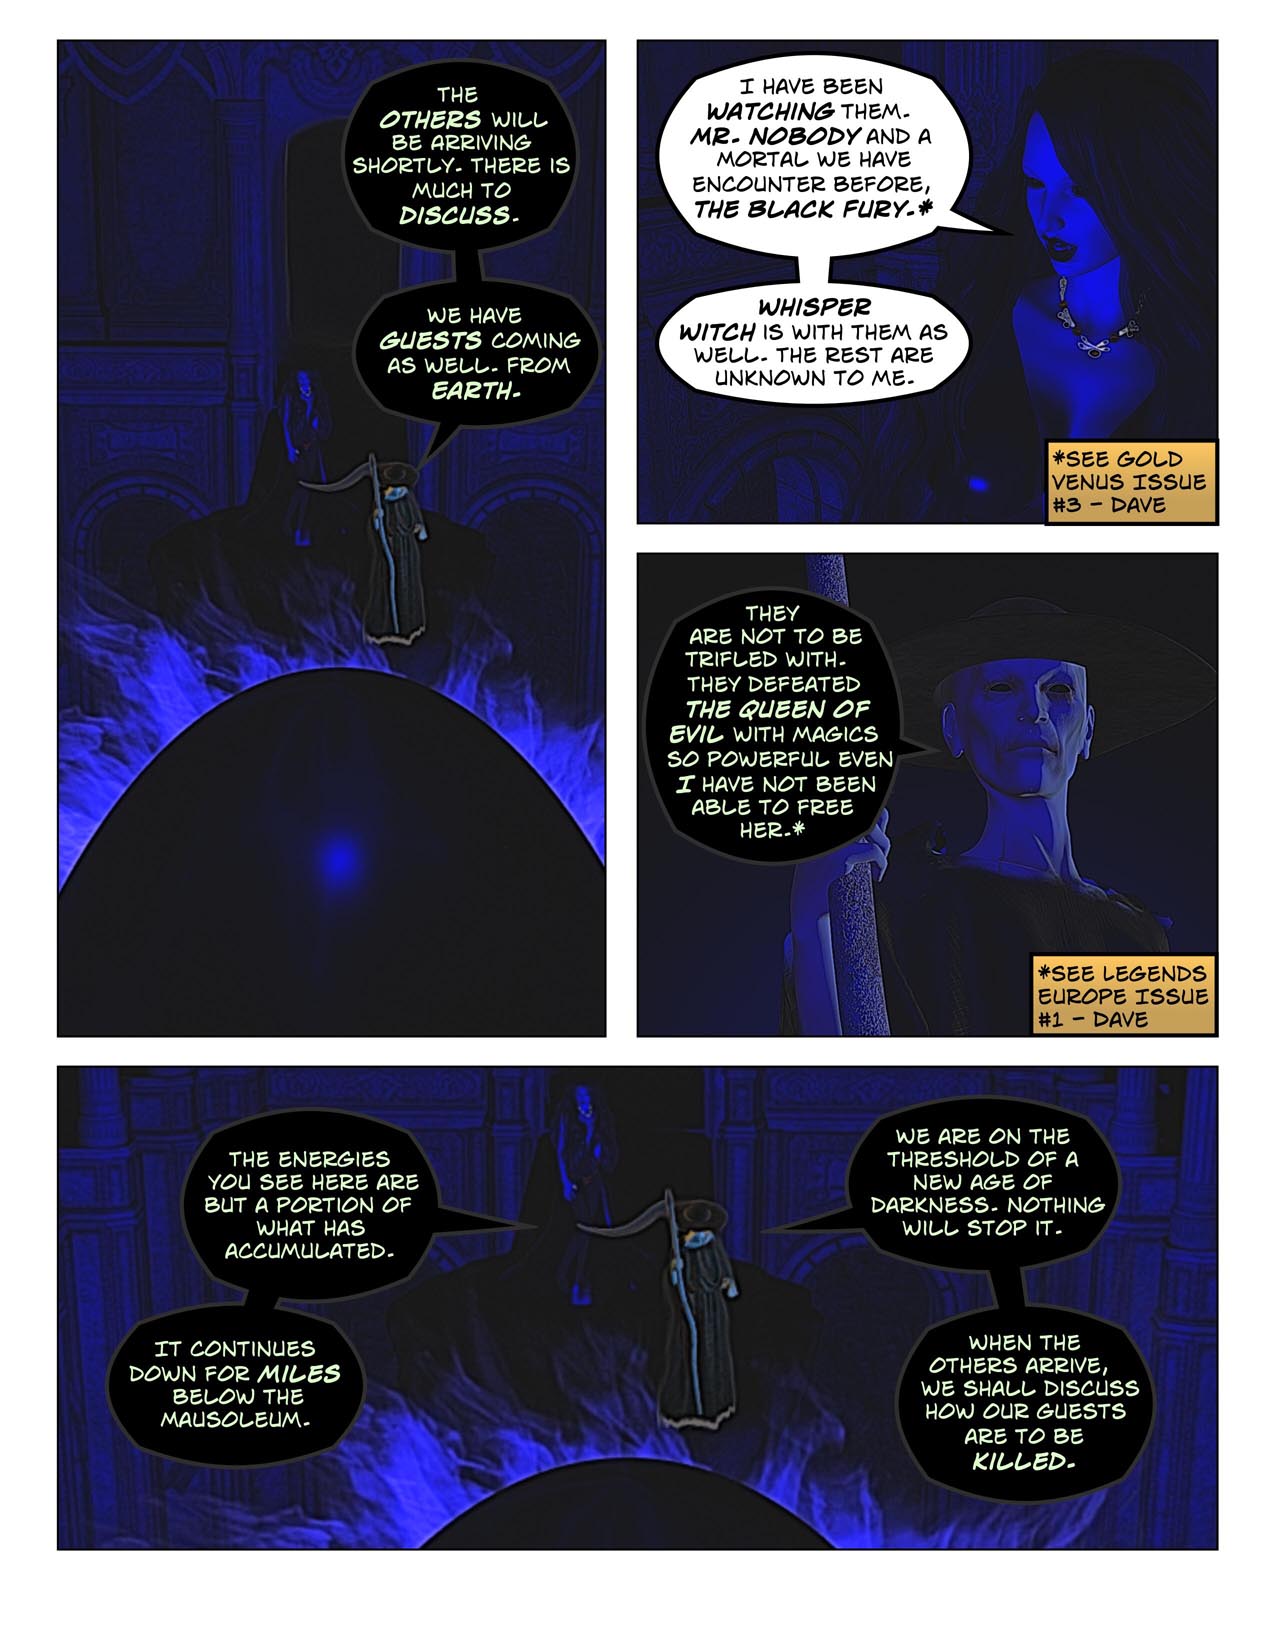 THE
OTHERS WILL
BE ARRIVING
SHORTLY. THERE IS
MUCH TO
DISCUSS.
WE HAVE
GUESTS COMING
AS WELL. FROM
EARTH.
I HAVE BEEN
WATCHING THEM.
MR. NOBODY AND A
MORTAL WE HAVE
ENCOUNTER BEFORE,
THE BLACK FURY.*
WHISPER
WITCH IS WITH THEM AS
WELL. THE REST ARE
UNKNOWN TO ME.
*SEE GOLD
VENUS ISSUE
#3 - DAVE
THEY
ARE NOT TO BE
TRIFLED WITH.
THEY DEFEATED
THE QUEEN OF
EVIL WITH MAGICS
SO POWERFUL EVEN
I HAVE NOT BEEN
ABLE TO FREE
HER.*
*SEE LEGENDS
EUROPE ISSUE
#1 - DAVE
THE ENERGIES
YOU SEE HERE ARE
BUT A PORTION OF
WHAT HAS
ACCUMULATED.
IT CONTINUES
DOWN FOR MILES
BELOW THE
MAUSOLEUM.
WE ARE ON THE
THRESHOLD OF A
NEW AGE OF
DARKNESS. NOTHING
WILL STOP IT.
WHEN THE
OTHERS ARRIVE,
WE SHALL DISCUSS
HOW OUR GUESTS
ARE TO BE
KILLED.